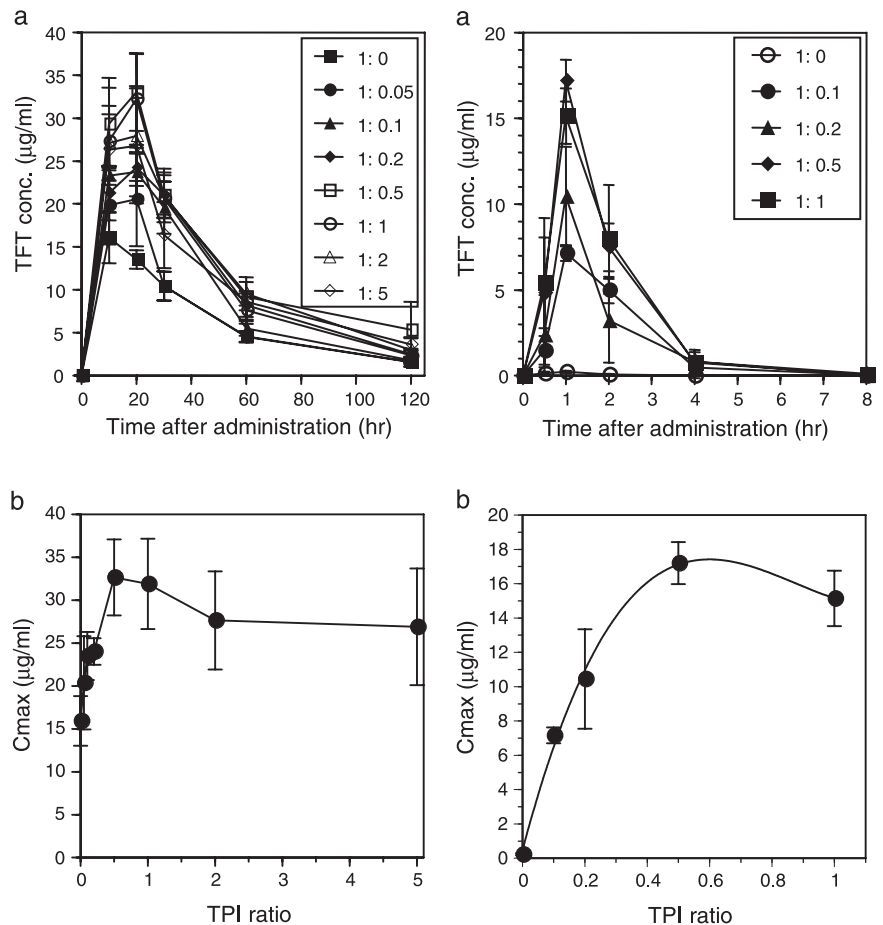 a
TFT conc. (µg/ml)
40
35
30
25
20
15
10
5
0
0 20 40 60 80 100 120
Time after administration (hr)
1: 0
1: 0.05
1: 0.1
1: 0.2
1: 0.5
1: 1
1: 2
1: 5
a
TFT conc. (µg/ml)
20
15
10
5
0
0 1 2 3 4 5 6 7 8
Time after administration (hr)
1: 0
1: 0.1
1: 0.2
1: 0.5
1: 1
b
Cmax (µg/ml)
40
35
30
25
20
15
10
5
0
0 1 2 3 4 5
TPI ratio
b
Cmax (µg/ml)
20
18
16
14
12
10
8
6
4
2
0
0 0.2 0.4 0.6 0.8 1
TPI ratio